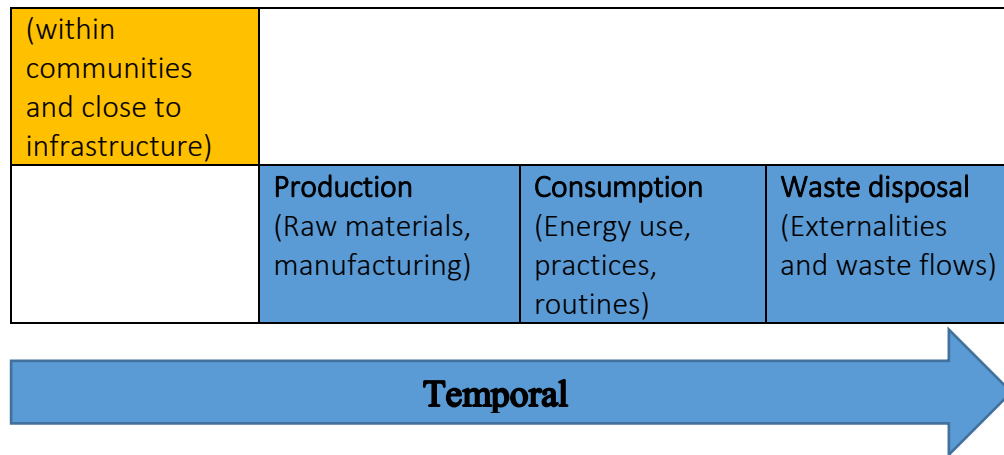 (within
communities
and close to
infrastructure)
Production
(Raw materials,
manufacturing)
Consumption
(Energy use,
practices,
routines)
Waste disposal
(Externalities
and waste flows)
Temporal